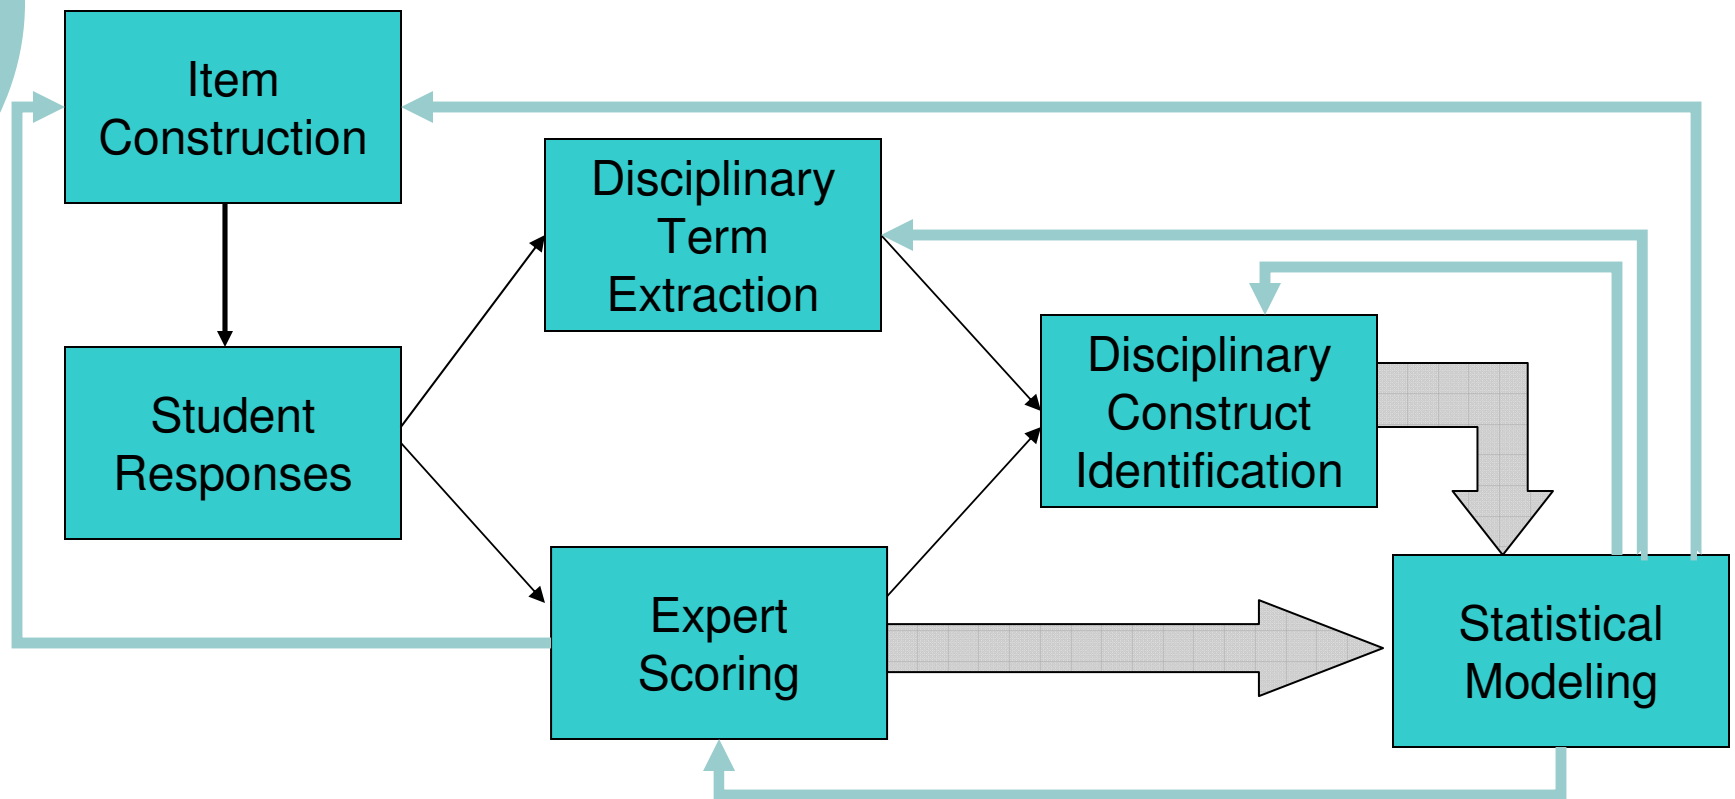 Item
Construction
Disciplinary
Term
Extraction
Student
Responses
Disciplinary
Construct
Identification
Expert
Scoring
Statistical
Modeling